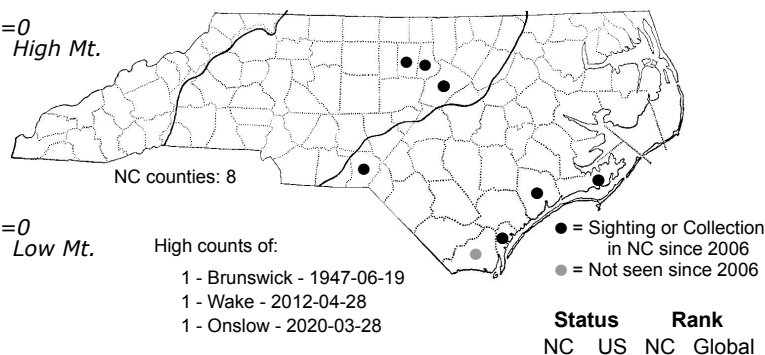 =0
High Mt.
NC counties: 8
=0
Low Mt.
High counts of:
1 - Brunswick - 1947-06-19
1 - Wake - 2012-04-28
1 - Onslow - 2020-03-28
● = Sighting or Collection
in NC since 2006
● = Not seen since 2006
Status Rank
NC US NC Global